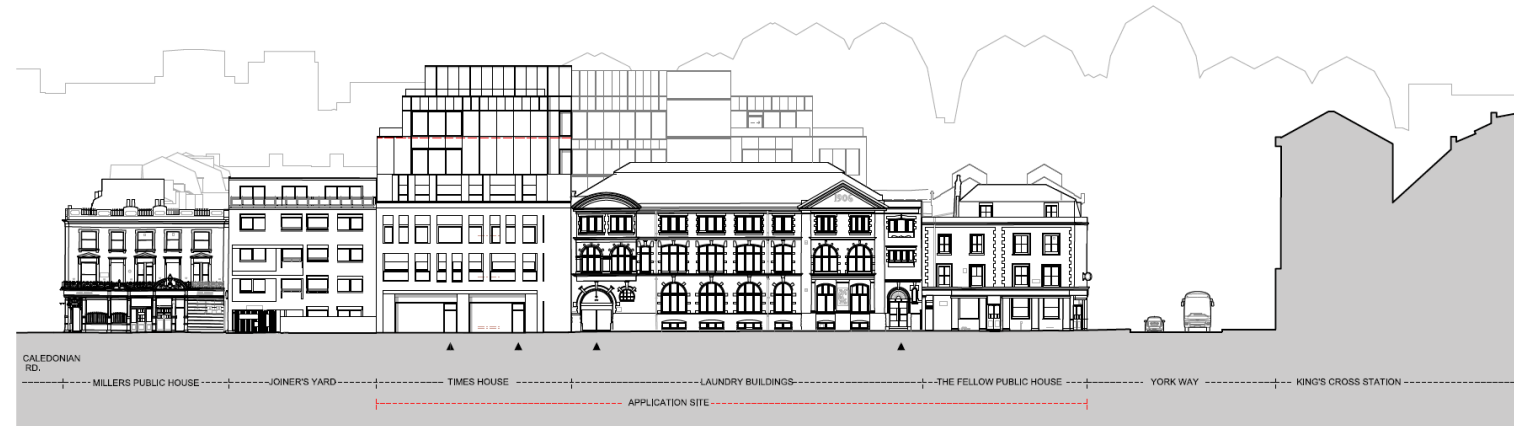 1906
CALEDONIAN
RD.
MILLERS PUBLIC HOUSE
JOINER'S YARD
TIMES HOUSE
LAUNDRY BUILDINGS
THE FELLOW PUBLIC HOUSE
YORK WAY
KING'S CROSS STATION
APPLICATION SITE